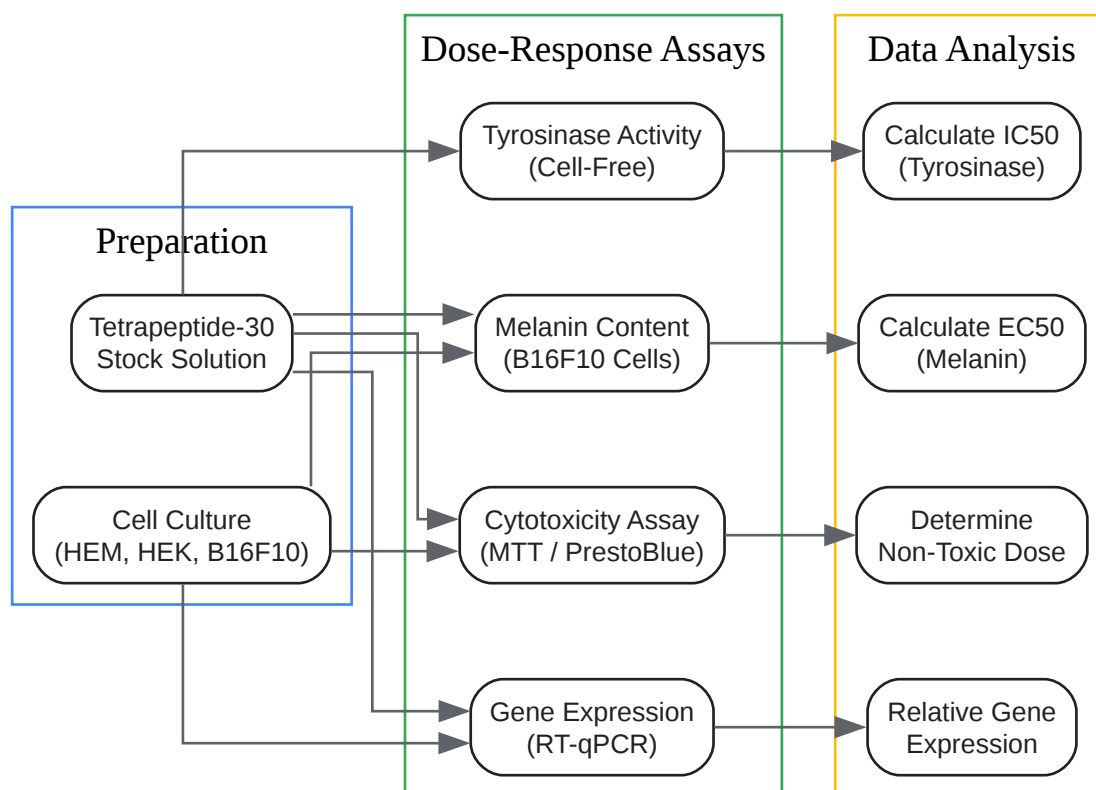 Preparation
Tetrapeptide-30
Stock Solution
Cell Culture
(HEM, HEK, B16F10)
Dose-Response Assays
Tyrosinase Activity
(Cell-Free)
Melanin Content
(B16F10 Cells)
Cytotoxicity Assay
(MTT / PrestoBlue)
Gene Expression
(RT-qPCR)
Data Analysis
Calculate IC50
(Tyrosinase)
Calculate EC50
(Melanin)
Determine
Non-Toxic Dose
Relative Gene
Expression